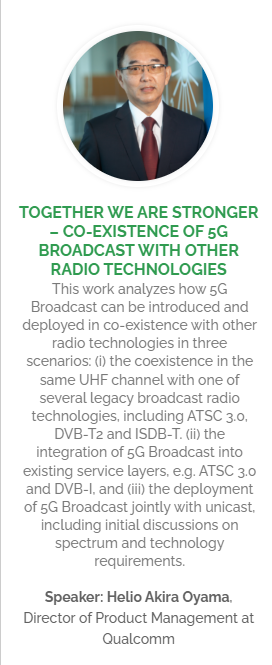 TOGETHER WE ARE STRONGER
– CO-EXISTENCE OF 5G
BROADCAST WITH OTHER
RADIO TECHNOLOGIES
This work analyzes how 5G
Broadcast can be introduced and
deployed in co-existence with other
radio technologies in three
scenarios: (i) the coexistence in the
same UHF channel with one of
several legacy broadcast radio
technologies, including ATSC 3.0,
DVB-T2 and ISDB-T. (ii) the
integration of 5G Broadcast into
existing service layers, e.g. ATSC 3.0
and DVB-I, and (iii) the deployment
of 5G Broadcast jointly with unicast,
including initial discussions on
spectrum and technology
requirements.
Speaker: Helio Akira Oyama,
Director of Product Management at
Qualcomm